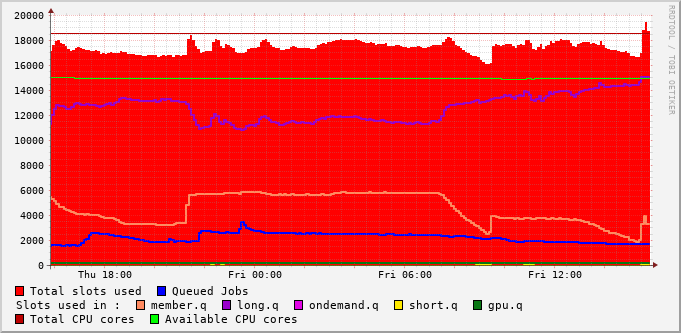 20000
18000
16000
14000
12000
10000
8000
6000
4000
2000
0
Thu 18:00 Fri 00:00 Fri 06:00 Fri 12:00
RRDTOOL / TOBI OETIKER
Total slots used Queued Jobs
Slots used in : member.q long.q ondemand.q short.q gpu.q
Total CPU cores Available CPU cores